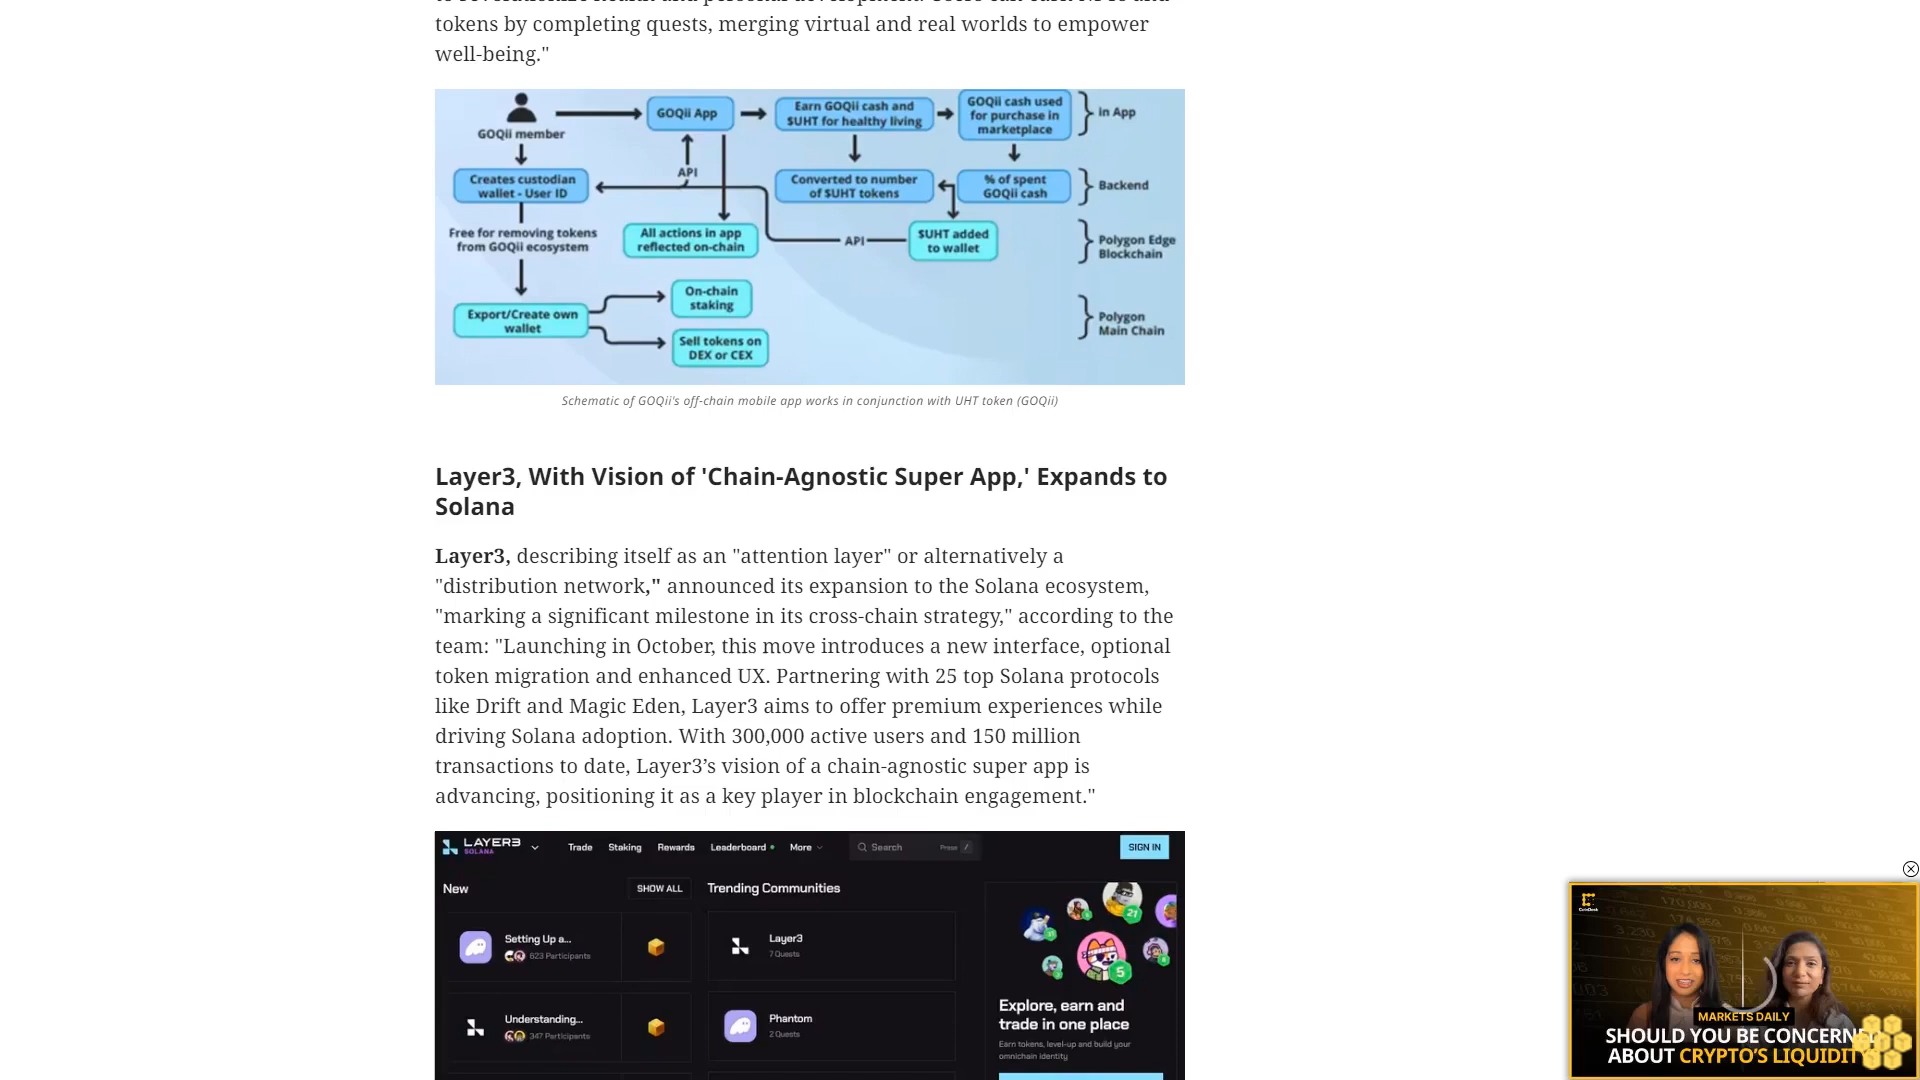 tokens by completing quests, merging virtual and real worlds to empower
well-being."
GOQii member
GOQii App
Earn GOQii cash and
$UHT for healthy living
GOQii cash used
for purchase in
marketplace
in App
API
Creates custodian
wallet - User ID
Converted to number
of $UHT tokens
% of spent
GOQii cash
Backend
Free for removing tokens
from GOQii ecosystem
All actions in app
reflected on-chain
API
$UHT added
to wallet
Polygon Edge
Blockchain
Export/Create own
wallet
On-chain
staking
Sell tokens on
DEX or CEX
Polygon
Main Chain
Schematic of GOQii's off-chain mobile app works in conjunction with UHT token (GOQii)
Layer3, With Vision of 'Chain-Agnostic Super App,' Expands to
Solana
Layer3, describing itself as an "attention layer" or alternatively a
"distribution network," announced its expansion to the Solana ecosystem,
"marking a significant milestone in its cross-chain strategy," according to the
team: "Launching in October, this move introduces a new interface, optional
token migration and enhanced UX. Partnering with 25 top Solana protocols
like Drift and Magic Eden, Layer3 aims to offer premium experiences while
driving Solana adoption. With 300,000 active users and 150 million
transactions to date, Layer3’s vision of a chain-agnostic super app is
advancing, positioning it as a key player in blockchain engagement."
LAYER3
SOLANA
Trade
Staking
Rewards
Leaderboard
More
Search
Press /
SIGN IN
New
SHOW ALL
Trending Communities
Setting Up a...
623 Participants
Layer3
7 Quests
21
5
Understanding...
347 Participants
Phantom
2 Quests
Explore, earn and
trade in one place
Earn tokens, level-up and build your
omnichain identity
CoinDesk
MARKETS DAILY
SHOULD YOU BE CONCERNE
ABOUT CRYPTO'S LIQUIDIT